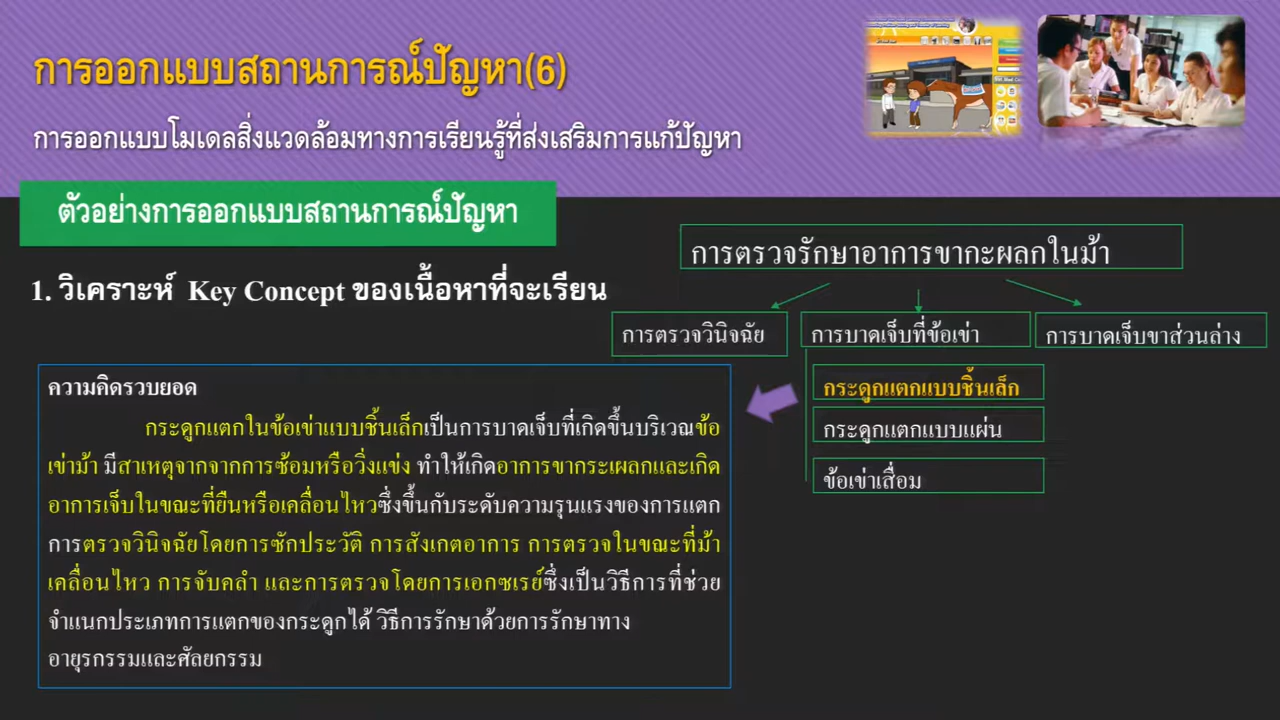 การออกแบบสถานการณ์ปัญหา(6)
การออกแบบโมเดลสิ่งแวดล้อมทางการเรียนรู้ที่ส่งเสริมการแก้ปัญหา
ตัวอย่างการออกแบบสถานการณ์ปัญหา
1. วิเคราะห์ Key Concept ของเนื้อหาที่จะเรียน
การตรวจรักษาอาการขากะผลกในม้า
การตรวจวินิจฉัย
การบาดเจ็บที่ข้อเข่า
การบาดเจ็บขาส่วนล่าง
กระดูกแตกแบบชิ้นเล็ก
กระดูกแตกแบบแผ่น
ข้อเข่าเสื่อม
ความคิดรวบยอด
กระดูกแตกในข้อเข่าแบบชิ้นเล็กเป็นการบาดเจ็บที่เกิดขึ้นบริเวณข้อ
เข่าม้า มีสาเหตุจากจากการซ้อมหรือวิ่งแข่ง ทำให้เกิดอาการขากระเผลกและเกิด
อาการเจ็บในขณะที่ยืนหรือเคลื่อนไหวซึ่งขึ้นกับระดับความรุนแรงของการแตก
การตรวจวินิจฉัยโดยการซักประวัติ การสังเกตอาการ การตรวจในขณะที่ม้า
เคลื่อนไหว การจับคลำ และการตรวจโดยการเอกซเรย์ซึ่งเป็นวิธีการที่ช่วย
จำแนกประเภทการแตกของกระดูกได้ วิธีการรักษาด้วยการรักษาทาง
อายุรกรรมและศัลยกรรม